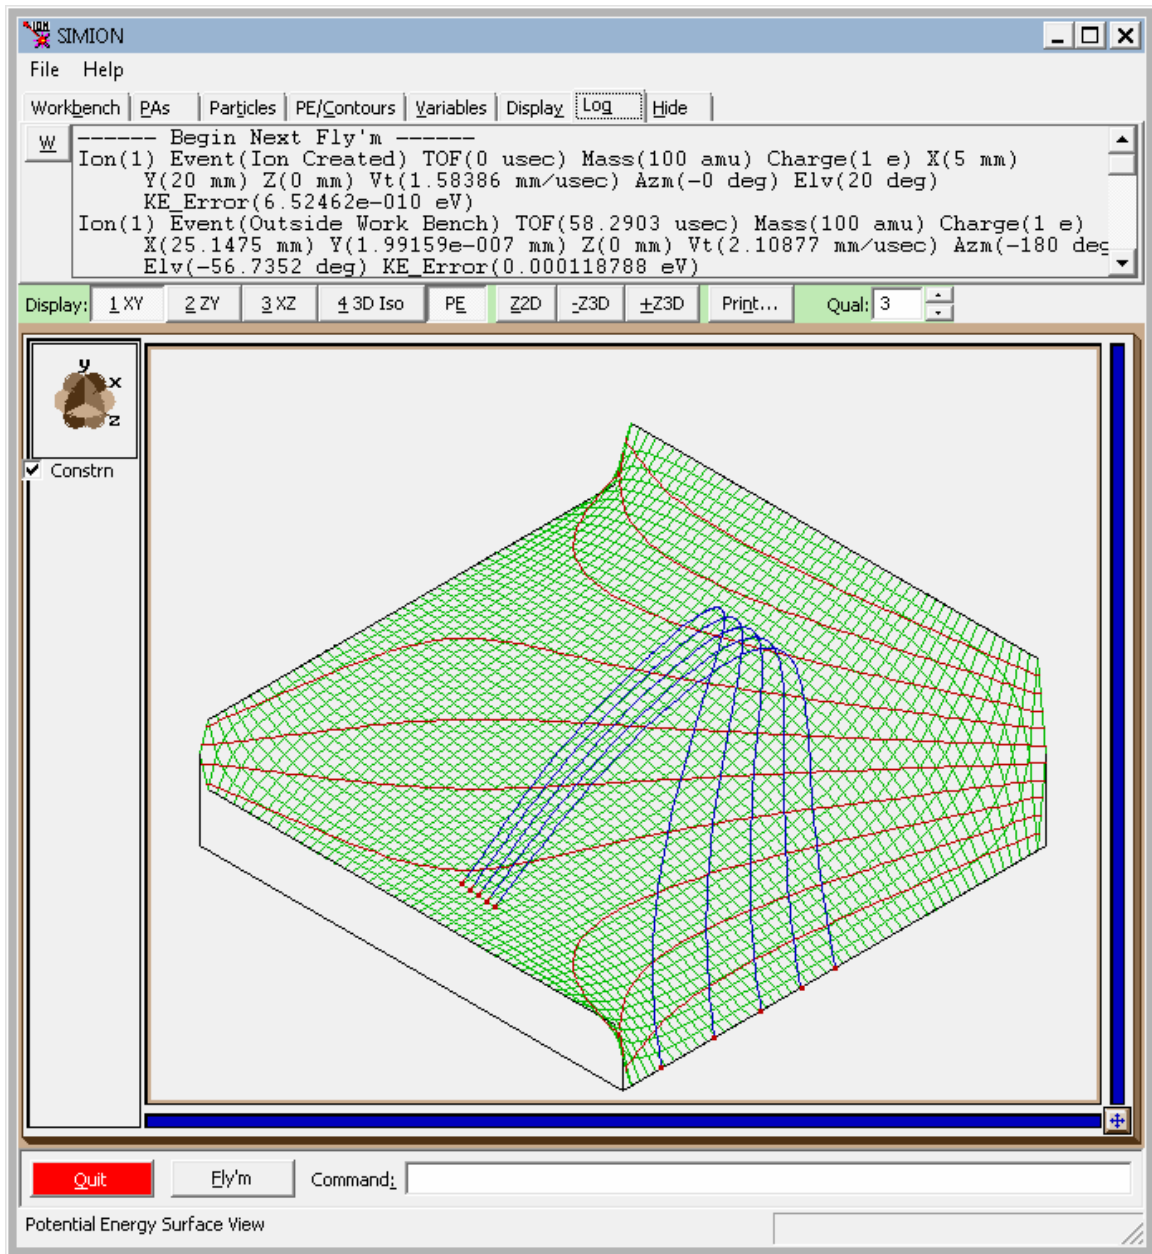 SIMION
File Help
Workbench PAs Particles PE/Contours Variables Display Log Hide
W
------ Begin Next Fly'm ------
Ion(1) Event(Ion Created) TOF(0 usec) Mass(100 amu) Charge(1 e) X(5 mm)
Y(20 mm) Z(0 mm) Vt(1.58386 mm/usec) Azm(-0 deg) Elv(20 deg)
KE_Error(6.52462e-010 eV)
Ion(1) Event(Outside Work Bench) TOF(58.2903 usec) Mass(100 amu) Charge(1 e)
X(25.1475 mm) Y(1.99159e-007 mm) Z(0 mm) Vt(2.10877 mm/usec) Azm(-180 deg
Elv(-56.7352 deg) KE_Error(0.000118788 eV)
Display: 1 XY 2 ZY 3 XZ 4 3D Iso PE Z2D -Z3D +Z3D Print... Qual: 3
y
x
z
Constrn
Quit Fly'm Command:
Potential Energy Surface View